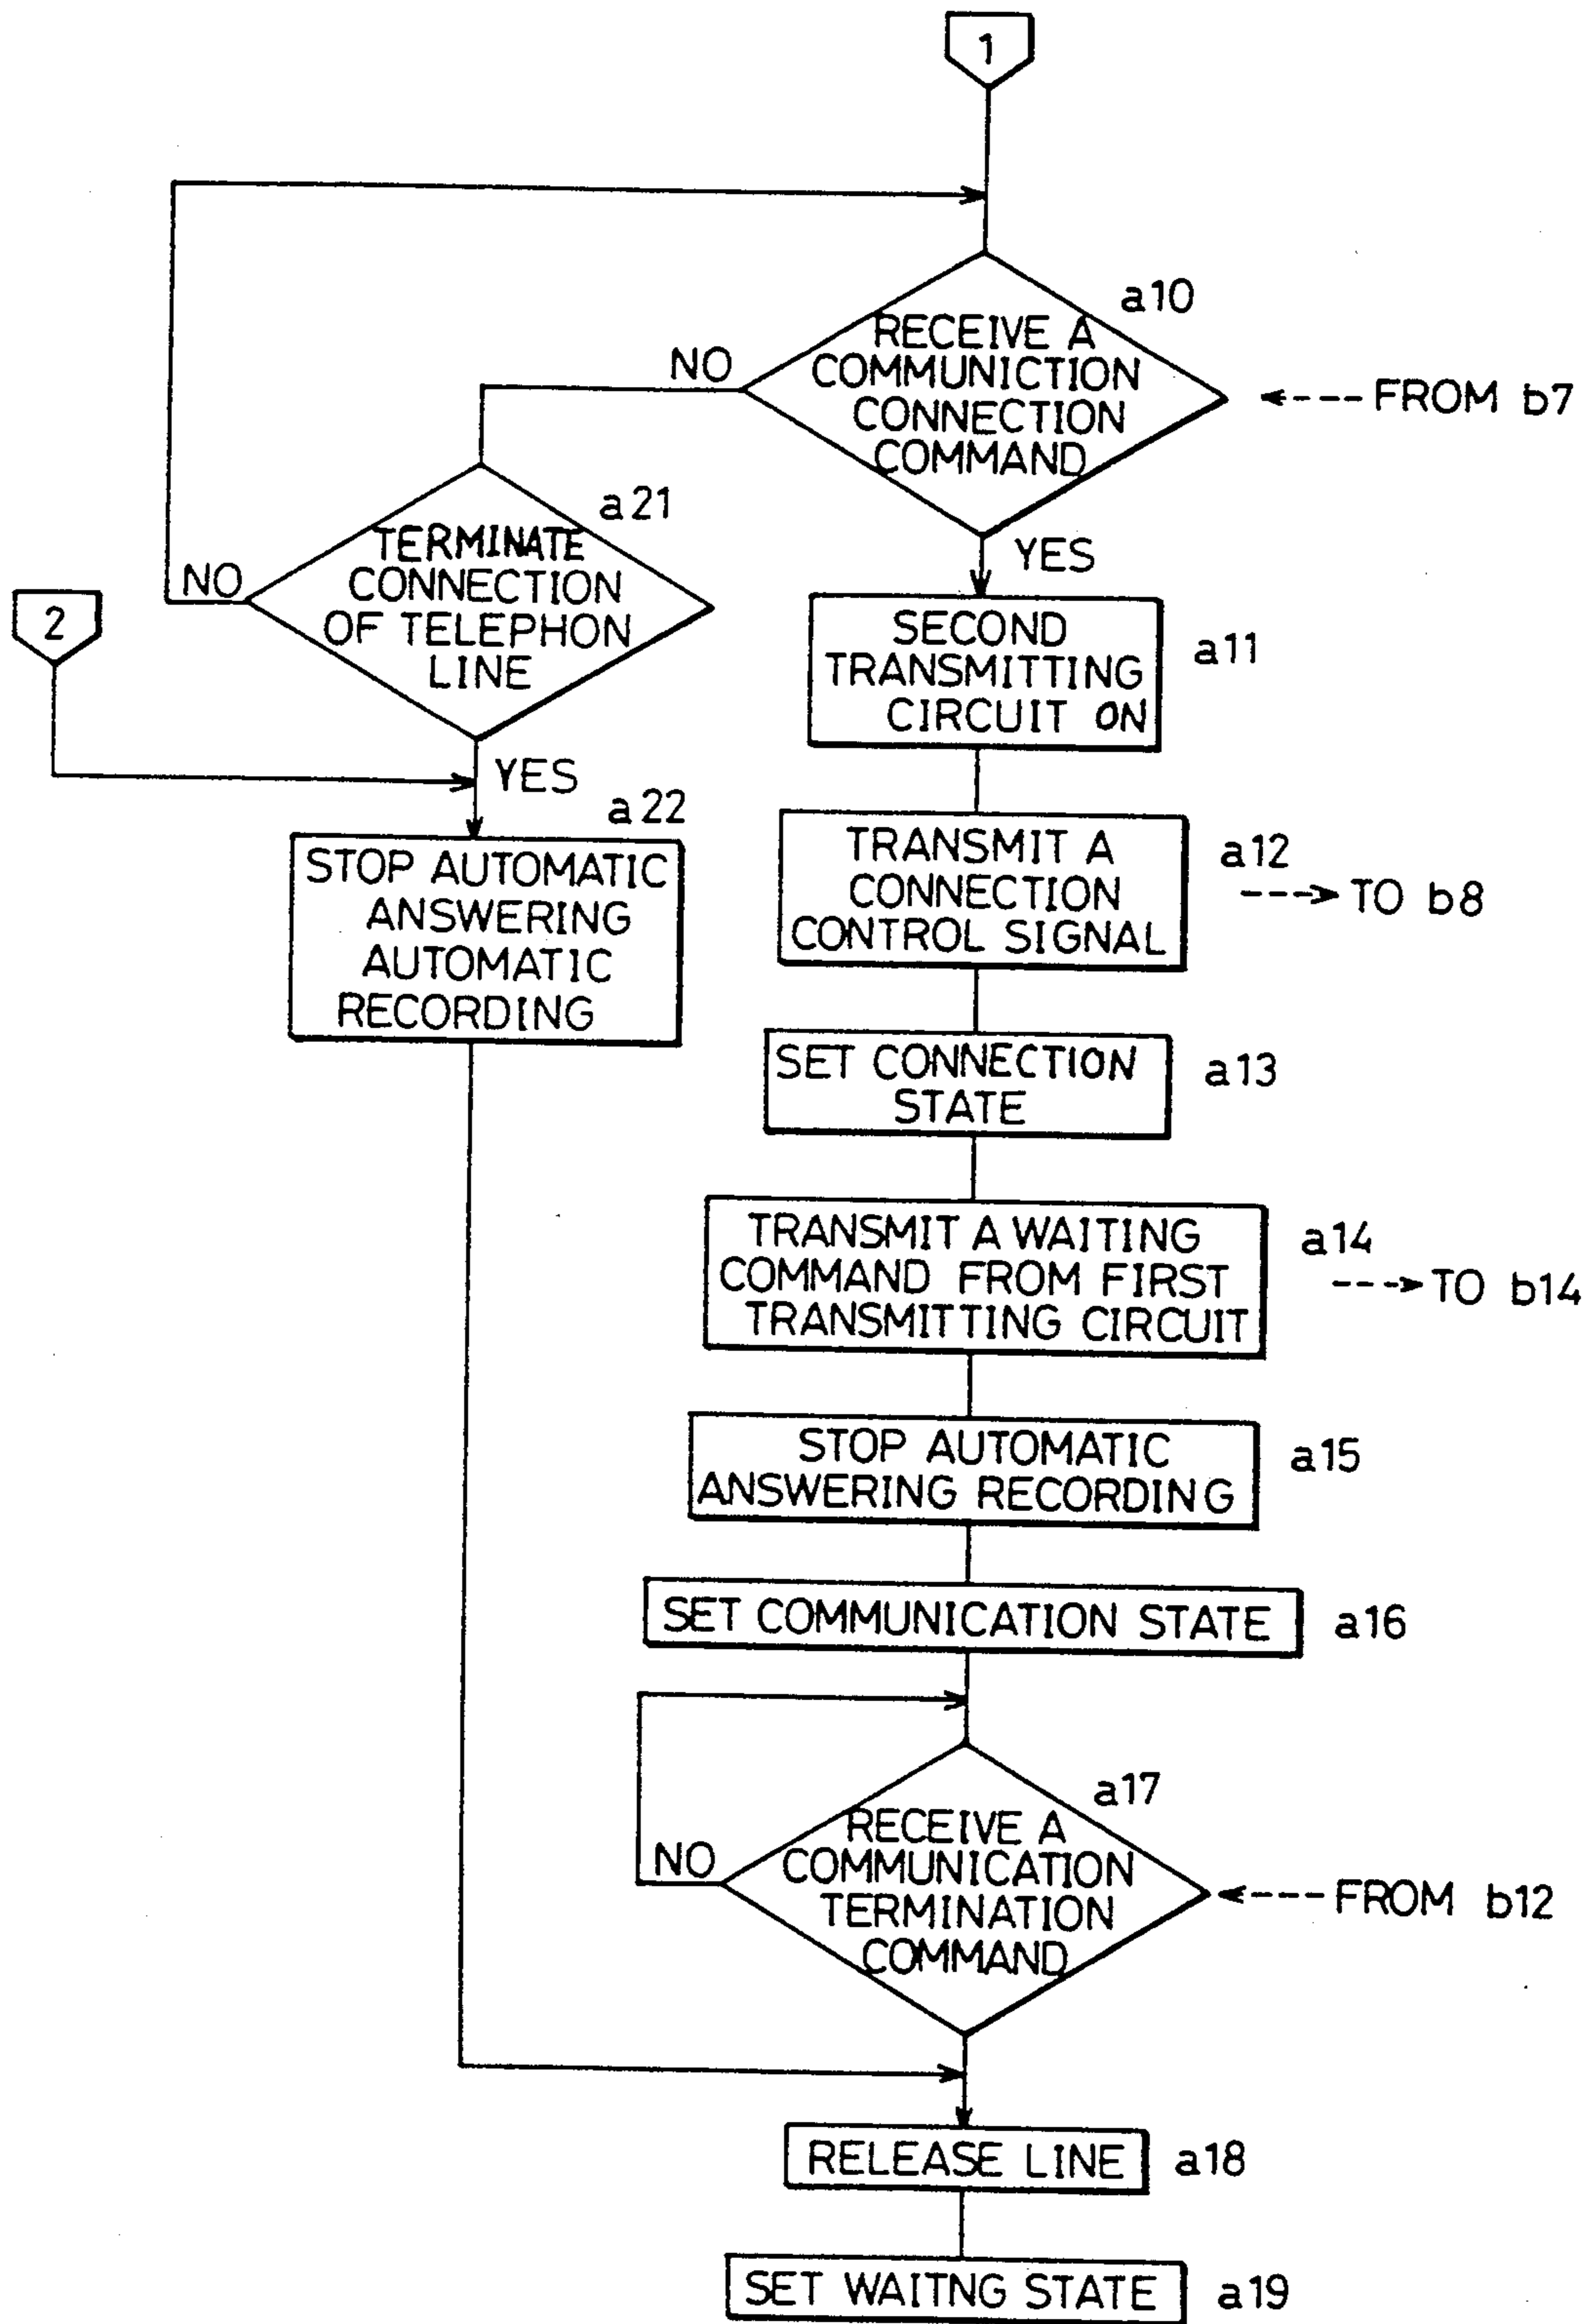 1
a10
RECEIVE A
COMMUNICTION
CONNECTION
COMMAND
NO
FROM b7
YES
a21
TERMINATE
CONNECTION
OF TELEPHON
LINE
NO
YES
2
SECOND
TRANSMITTING
CIRCUIT ON
a11
a22
STOP AUTOMATIC
ANSWERING
AUTOMATIC
RECORDING
TRANSMIT A
CONNECTION
CONTROL SIGNAL
a12
TO b8
SET CONNECTION
STATE
a13
TRANSMIT A WAITING
COMMAND FROM FIRST
TRANSMITTING CIRCUIT
a14
TO b14
STOP AUTOMATIC
ANSWERING RECORDING
a15
SET COMMUNICATION STATE
a16
a17
RECEIVE A
COMMUNICATION
TERMINATION
COMMAND
NO
FROM b12
RELEASE LINE
a18
SET WAITNG STATE
a19